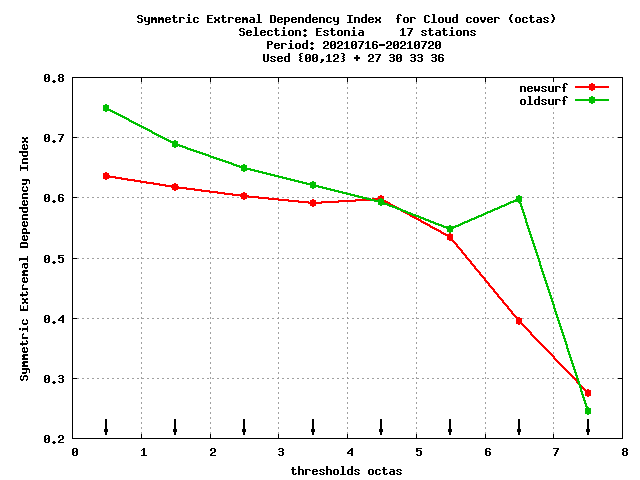 Symmetric Extremal Dependency Index  for Cloud cover (octas)
Selection: Estonia     17 stations
Period: 20210716-20210720
Used {00,12} + 27 30 33 36
newsurf
oldsurf
Symmetric Extremal Dependency Index
0.8
0.7
0.6
0.5
0.4
0.3
0.2
0 1 2 3 4 5 6 7 8
thresholds octas